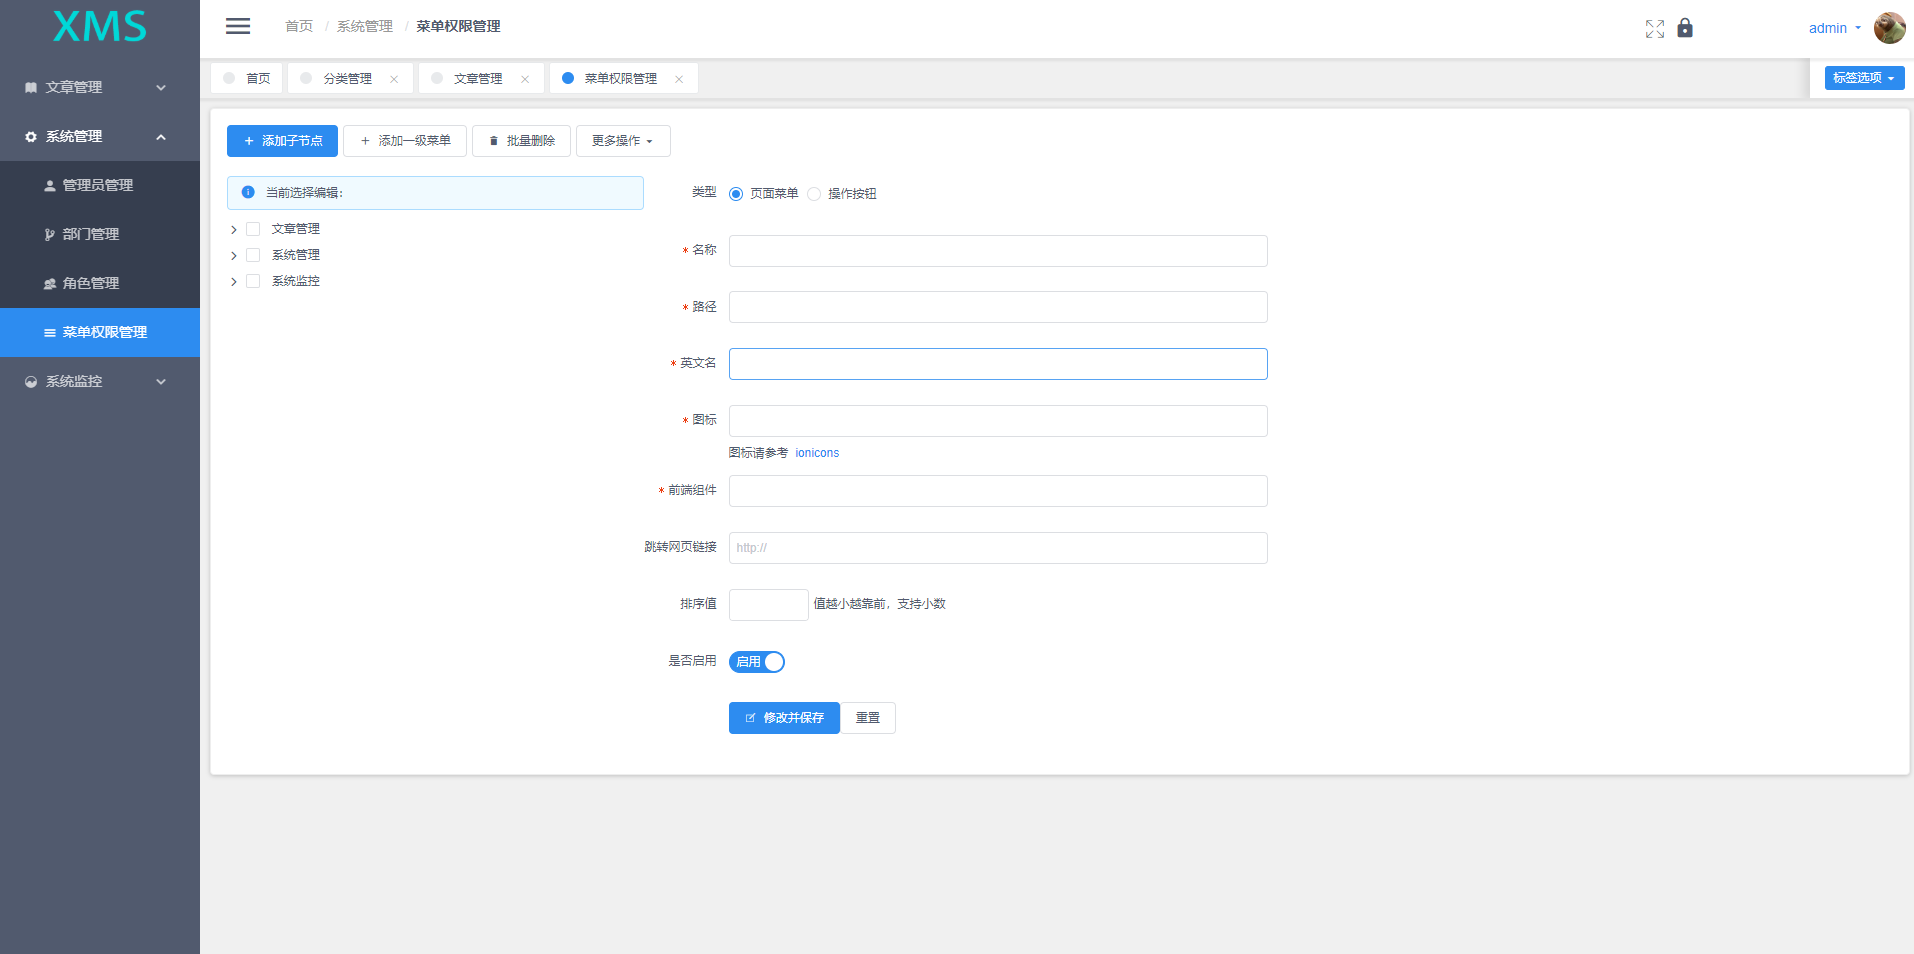 XMS
首页 / 系统管理 / 菜单权限管理
admin
文章管理
系统管理
管理员管理
部门管理
角色管理
菜单权限管理
系统监控
首页
分类管理
文章管理
菜单权限管理
标签选项
添加子节点
添加一级菜单
批量删除
更多操作
当前选择编辑：
文章管理
系统管理
系统监控
类型 页面菜单 操作按钮
* 名称
* 路径
* 英文名
* 图标
图标请参考 ionicons
* 前端组件
跳转网页链接 http://
排序值 值越小越靠前，支持小数
是否启用 启用
修改并保存 重置